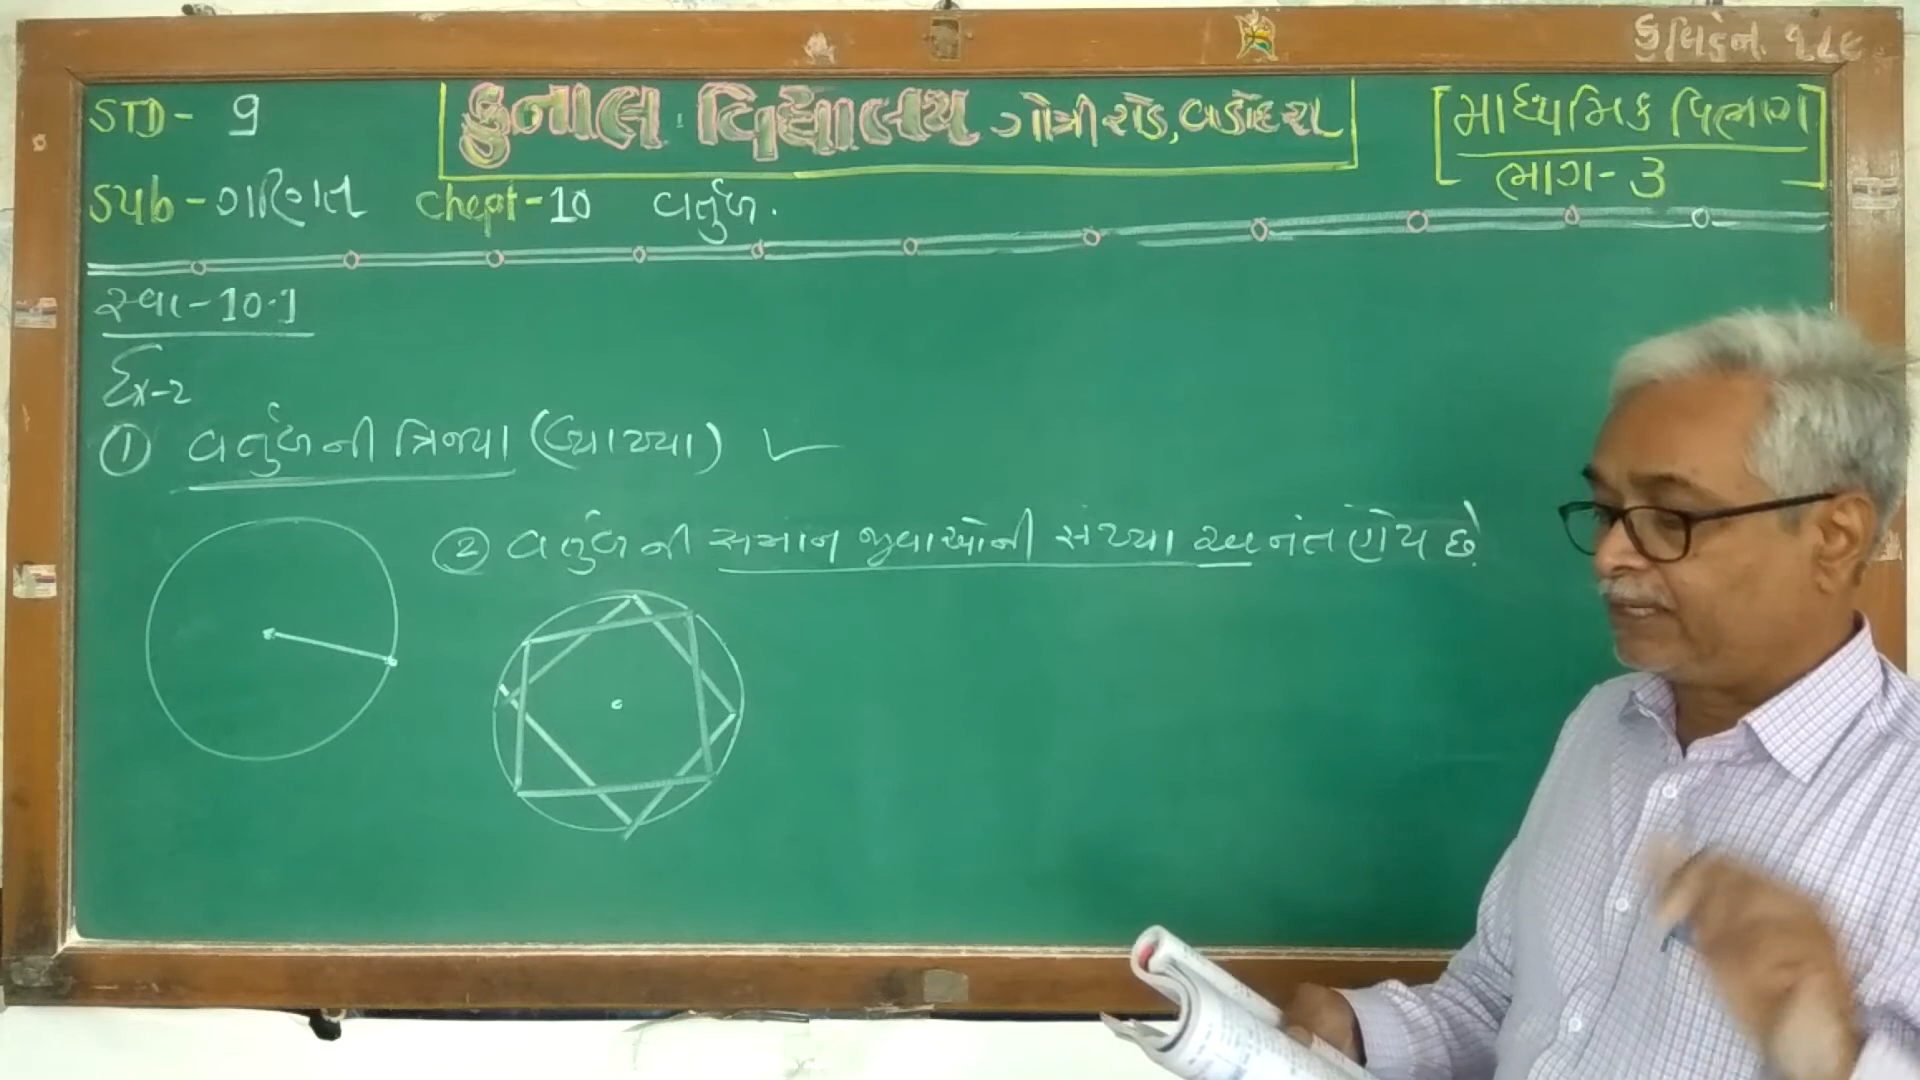 STD- 9
કુનાલ વિદ્યાલય ગોત્રી રોડ, વડોદરા
[માધ્યમિક વિભાગ]
ભાગ- 3
Sub - ગણિત chept-10 વર્તુળ.
સ્વા-10.1
Ex-2
① વર્તુળની ત્રિજ્યા (વ્યાખ્યા) ✓
② વર્તુળની સમાન જીવાઓની સંખ્યા અનંત હોય છે.